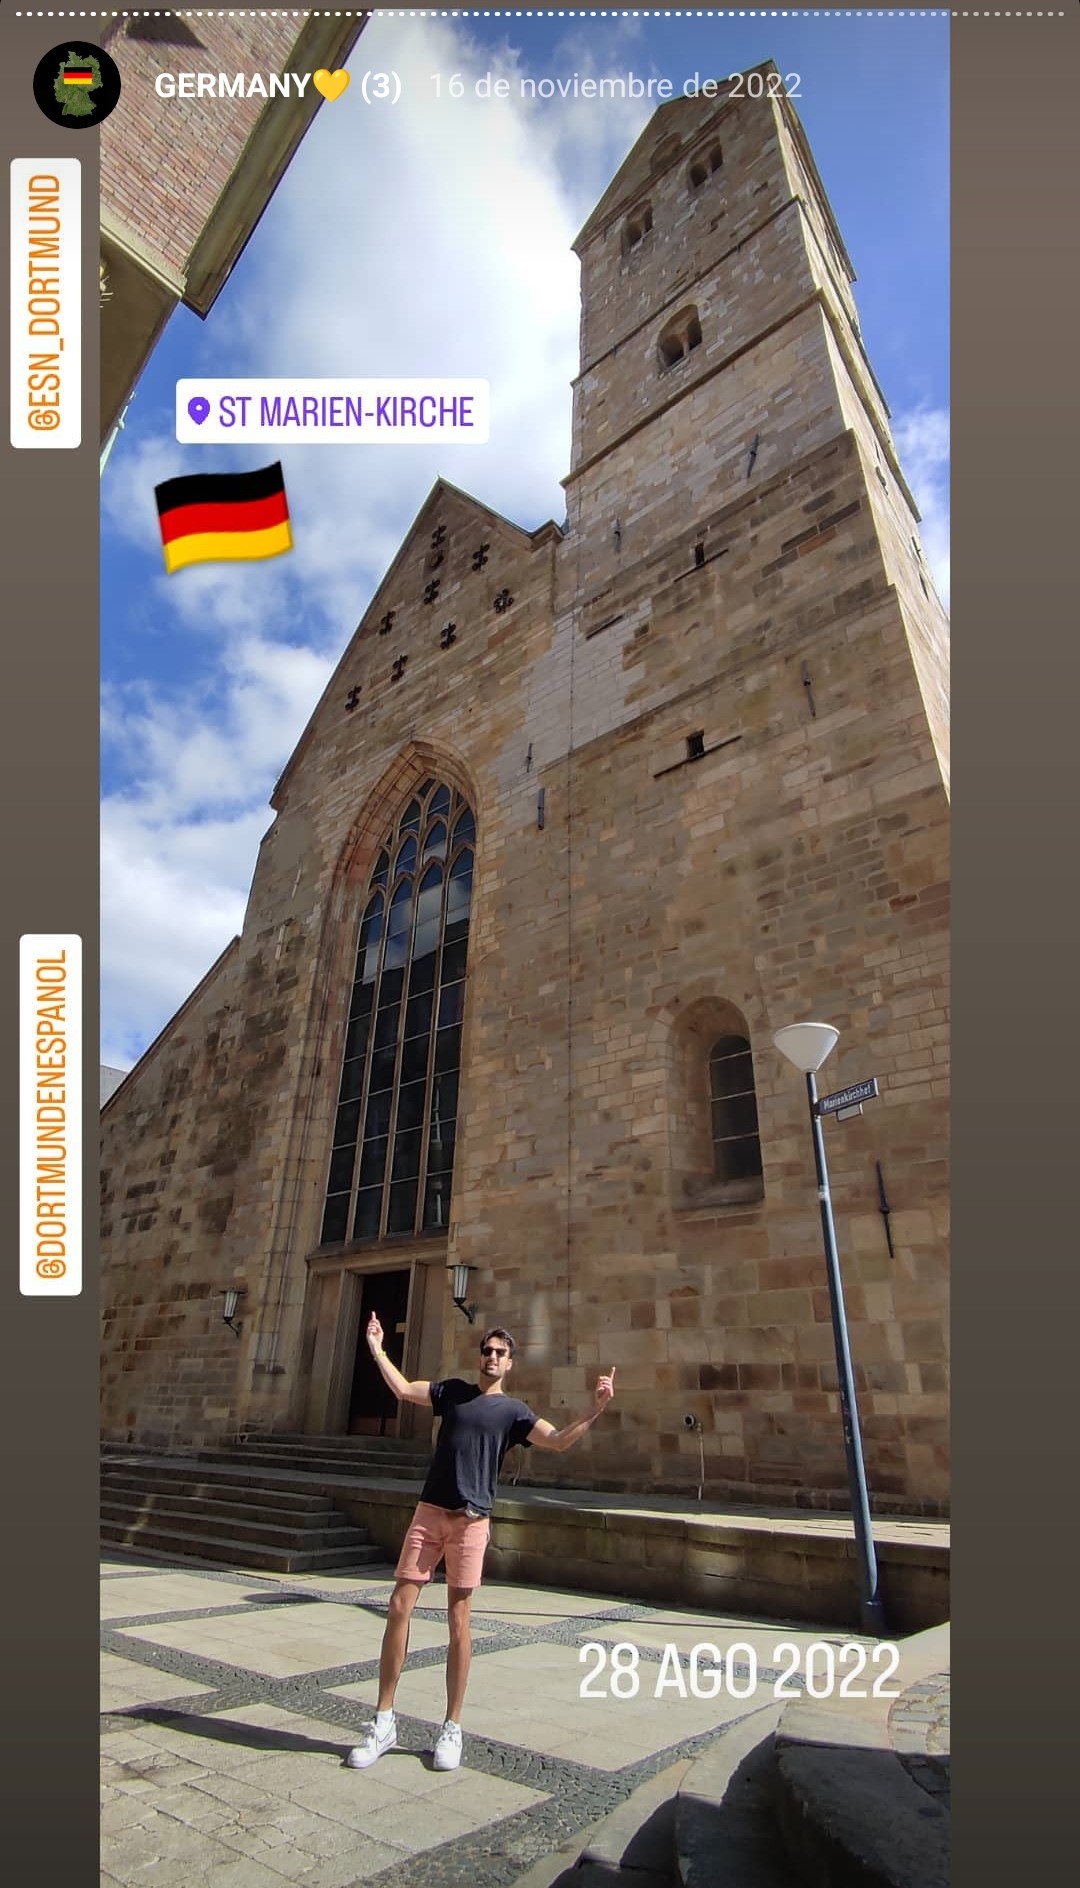 GERMANY💛 (3) 16 de noviembre de 2022
@ESN_DORTMUND
ST MARIEN-KIRCHE
@DORTMUNDENESPANOL
Marienkirchhof
28 AGO 2022